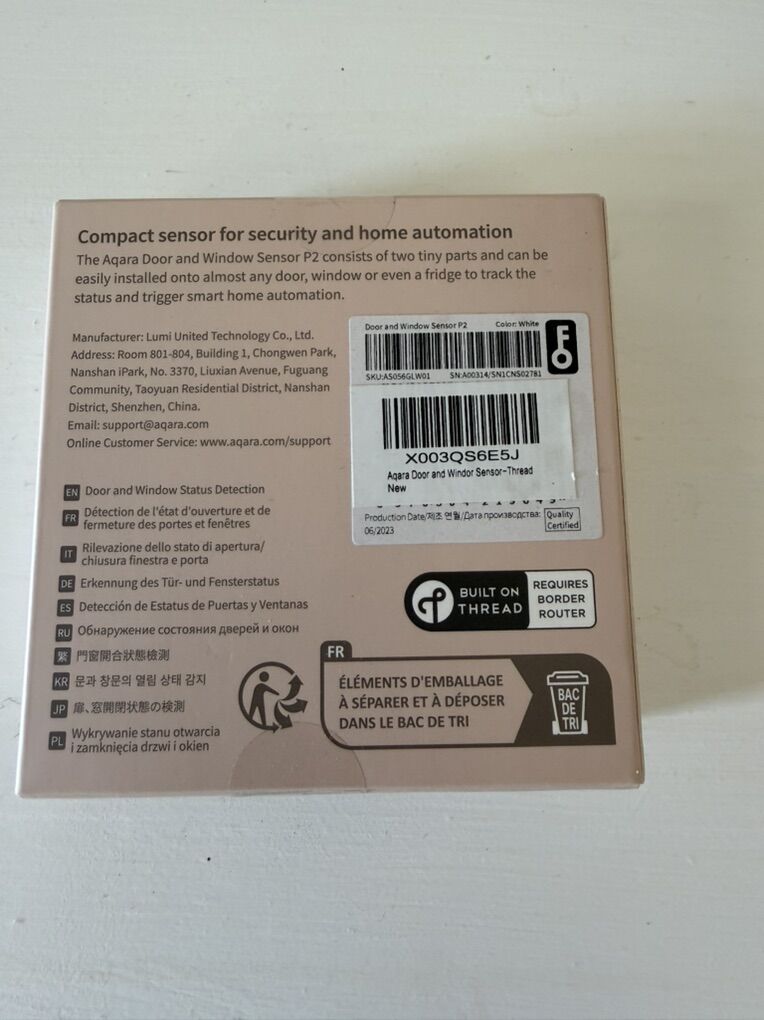 Compact sensor for security and home automation
The Aqara Door and Window Sensor P2 consists of two tiny parts and can be
easily installed onto almost any door, window or even a fridge to track the
status and trigger smart home automation.
Manufacturer: Lumi United Technology Co., Ltd.
Address: Room 801-804, Building 1, Chongwen Park,
Nanshan iPark, No. 3370, Liuxian Avenue, Fuguang
Community, Taoyuan Residential District, Nanshan
District, Shenzhen, China.
Email: support@aqara.com
Online Customer Service: www.aqara.com/support
Door and Window Sensor P2 Color: White
SKU:AS056GLW01 SN:A00314/SN1CNS02781
X003QS6E5J
Aqara Door and Windor Sensor-Thread
New
Production Date/제조 연월/Дата производства:
06/2023
Quality
Certified
EN Door and Window Status Detection
FR Détection de l'état d'ouverture et de
fermeture des portes et fenêtres
IT Rilevazione dello stato di apertura/
chiusura finestra e porta
DE Erkennung des Tür- und Fensterstatus
ES Detección de Estatus de Puertas y Ventanas
RU Обнаружение состояния дверей и окон
繁 門窗開合狀態檢測
KR 문과 창문의 열림 상태 감지
JP 扉、窓開閉状態の検測
PL Wykrywanie stanu otwarcia
i zamknięcia drzwi i okien
BUILT ON
THREAD
REQUIRES
BORDER
ROUTER
FR
ÉLÉMENTS D'EMBALLAGE
À SÉPARER ET À DÉPOSER
DANS LE BAC DE TRI
BAC
DE
TRI